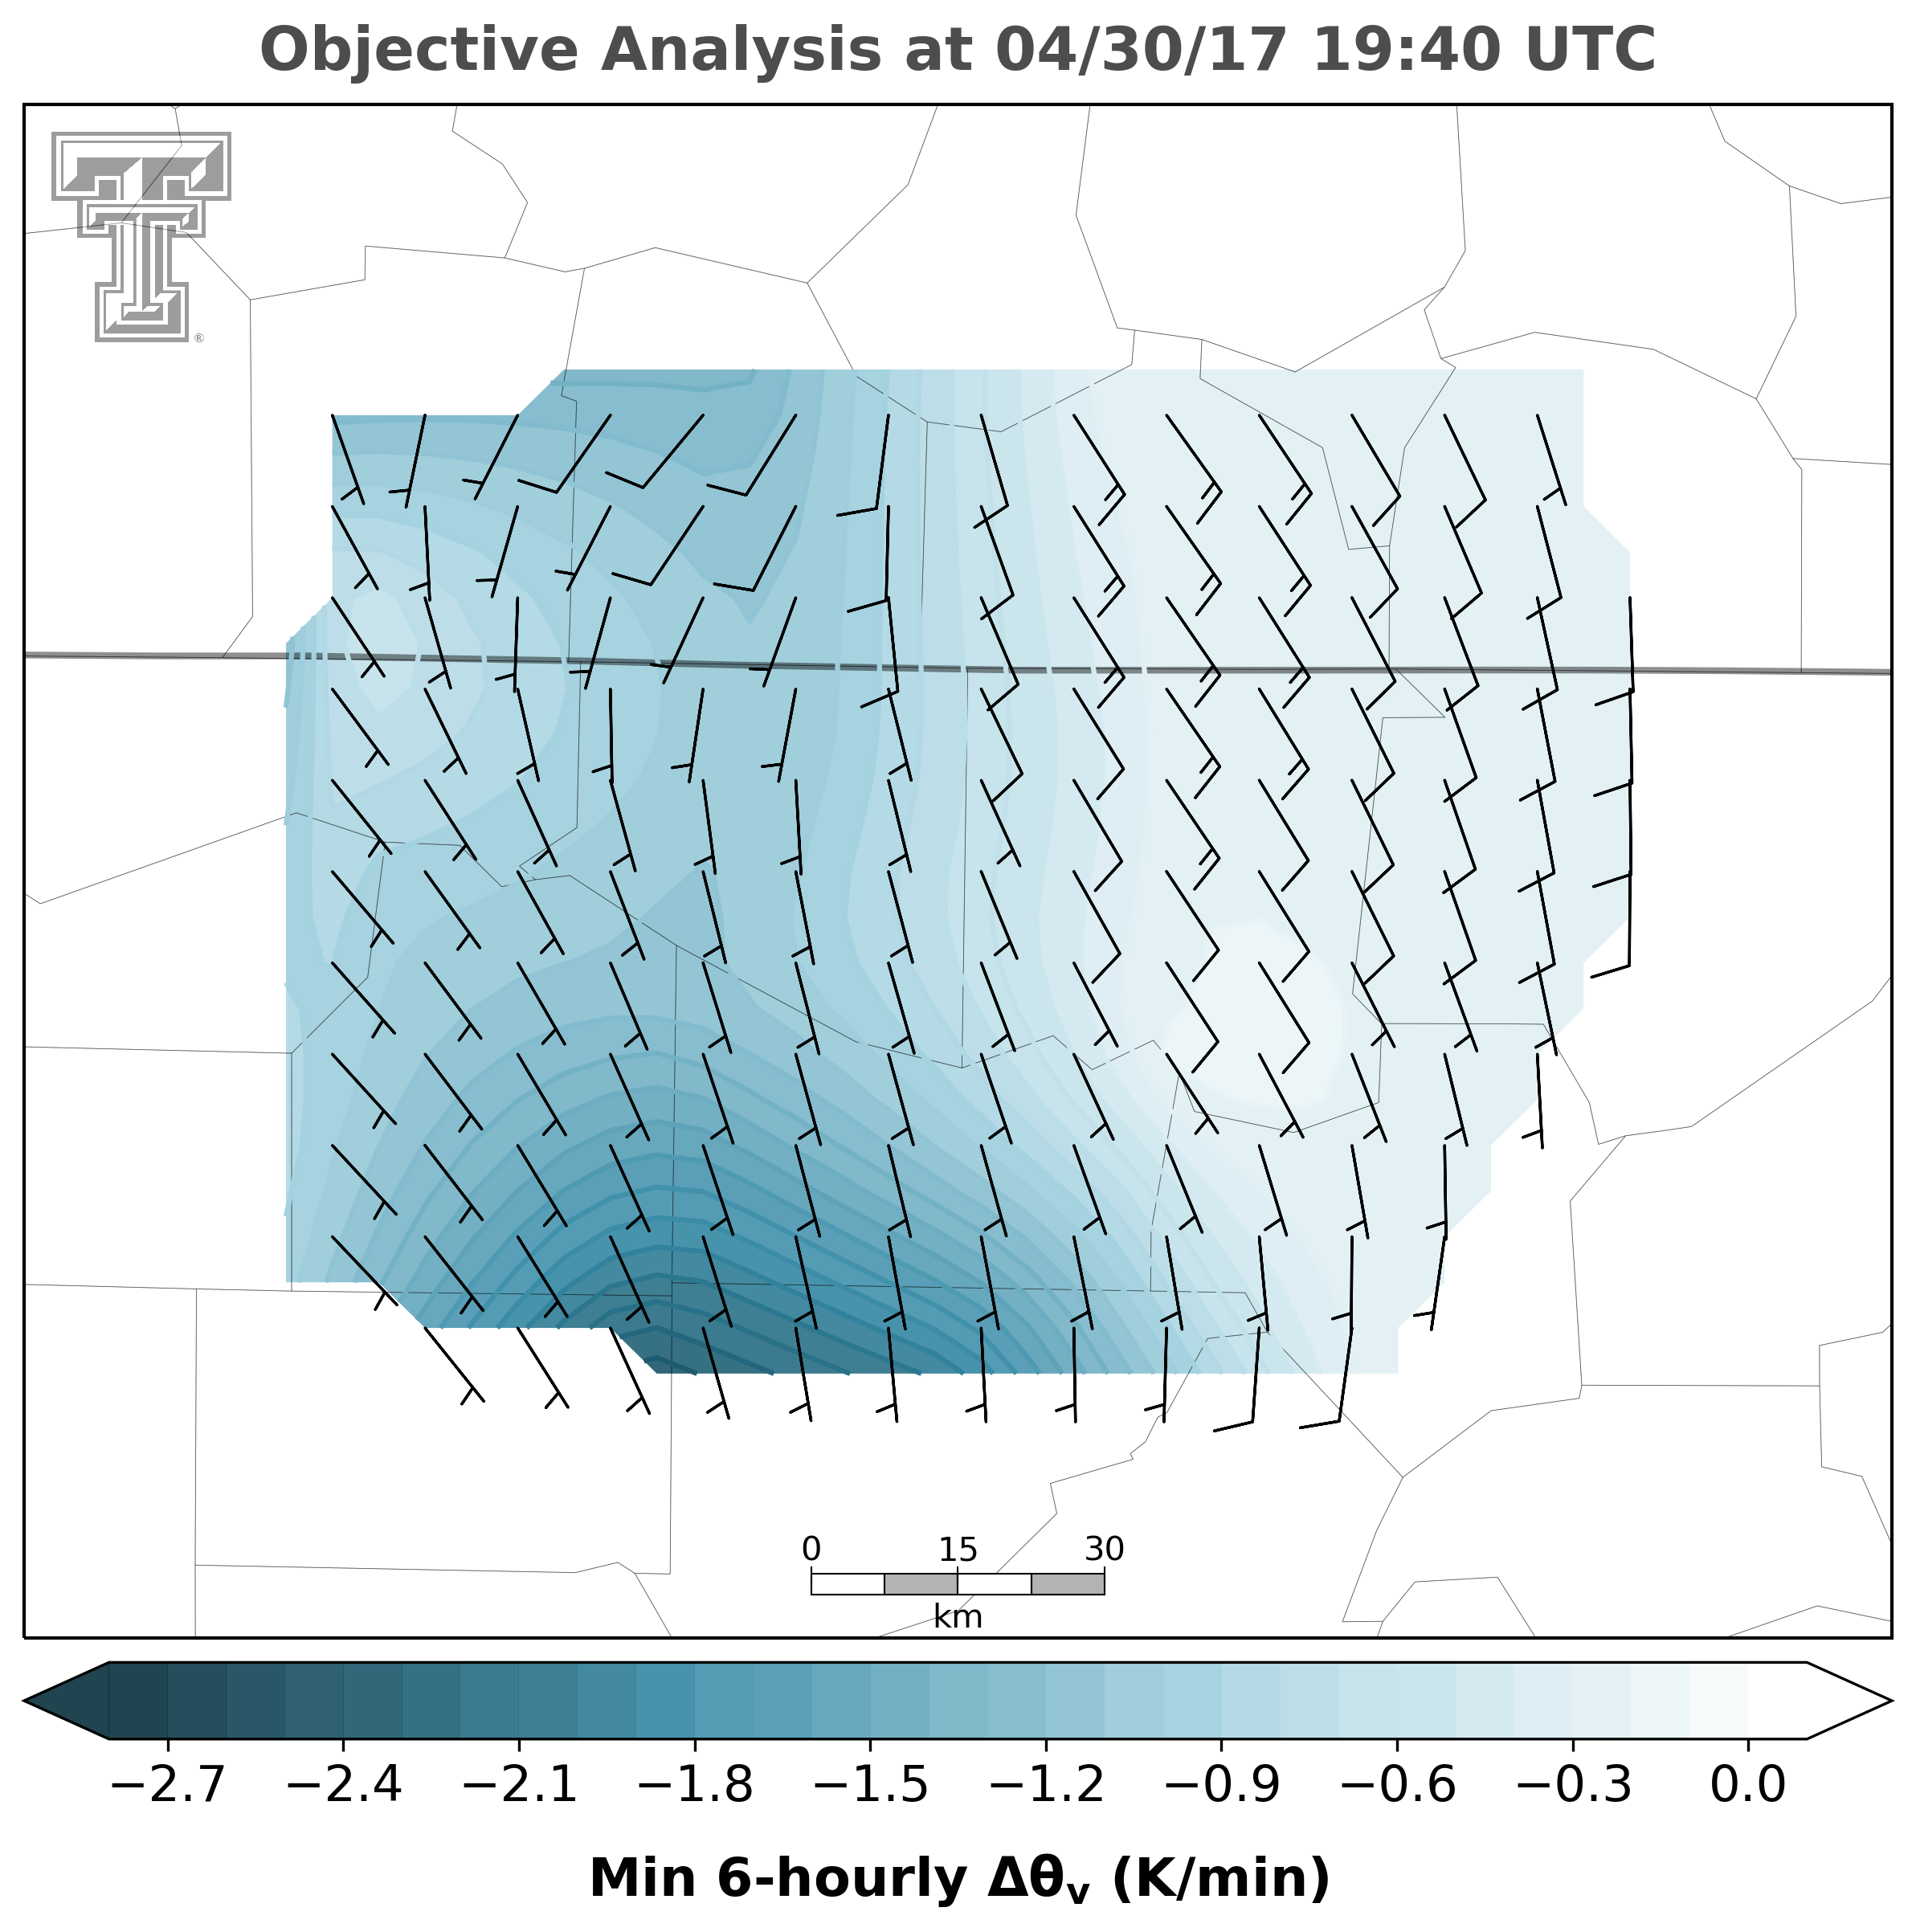 Objective Analysis at 04/30/17 19:40 UTC
®
0 15 30
km
−2.7 −2.4 −2.1 −1.8 −1.5 −1.2 −0.9 −0.6 −0.3 0.0
Min 6-hourly Δθᵥ (K/min)